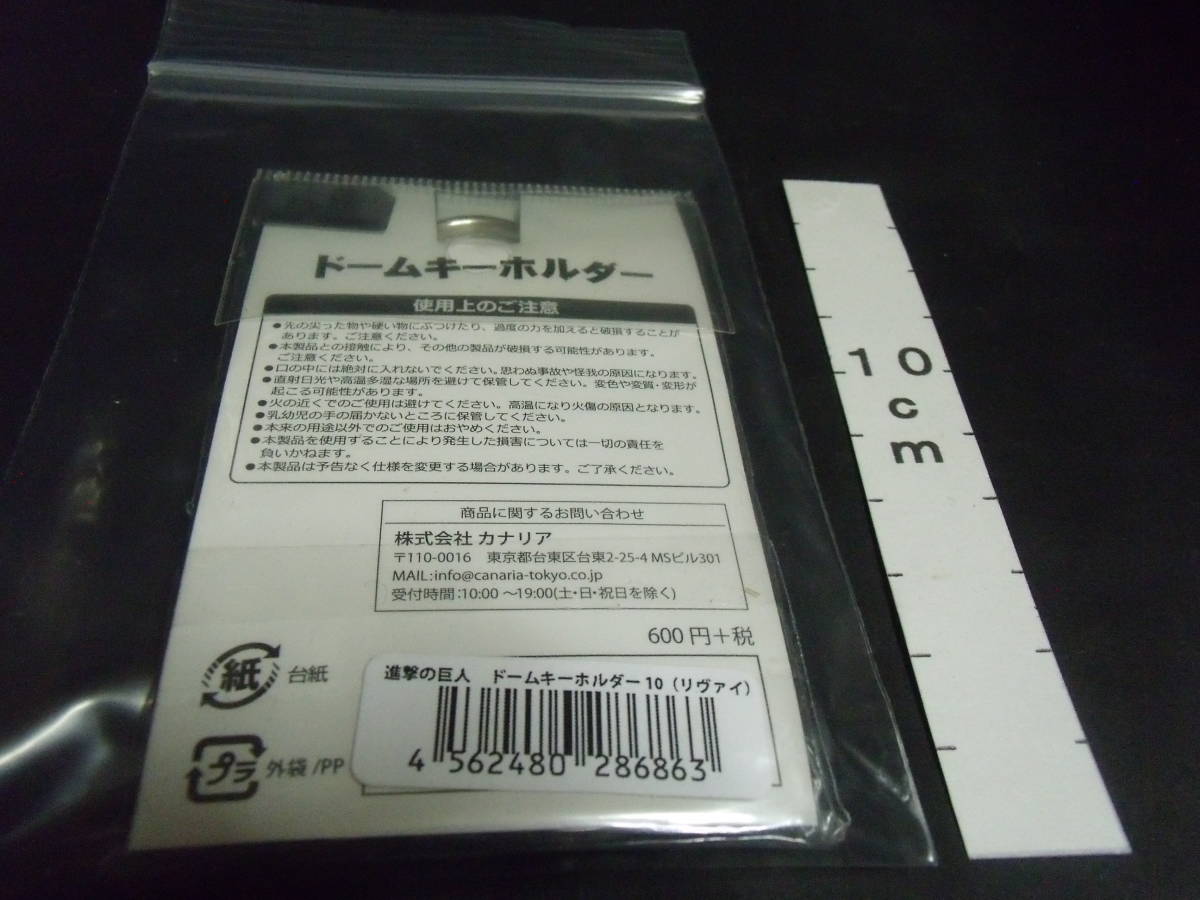 ドームキーホルダー
使用上のご注意
●先の尖った物や硬い物にぶつけたり、過度の力を加えると破損することが
あります。ご注意ください。
●本製品との接触により、その他の製品が破損する可能性があります。
ご注意ください。
●口の中には絶対に入れないでください。思わぬ事故や怪我の原因になります。
●直射日光や高温多湿な場所を避けて保管してください。変色や変質・変形が
起こる可能性があります。
●火の近くでのご使用は避けてください。高温になり火傷の原因となります。
●乳幼児の手の届かないところに保管してください。
●本来の用途以外でのご使用はおやめください。
●本製品を使用することにより発生した損害については一切の責任を
負いかねます。
●本製品は予告なく仕様を変更する場合があります。ご了承ください。
商品に関するお問い合わせ
株式会社 カナリア
〒110-0016 東京都台東区台東2-25-4 MSビル301
MAIL:info@canaria-tokyo.co.jp
受付時間:10:00 ～19:00(土・日・祝日を除く)
600円+税
紙 台紙
プラ 外袋/PP
進撃の巨人 ドームキーホルダー10（リヴァイ）
4 562480 286863
10
c
m